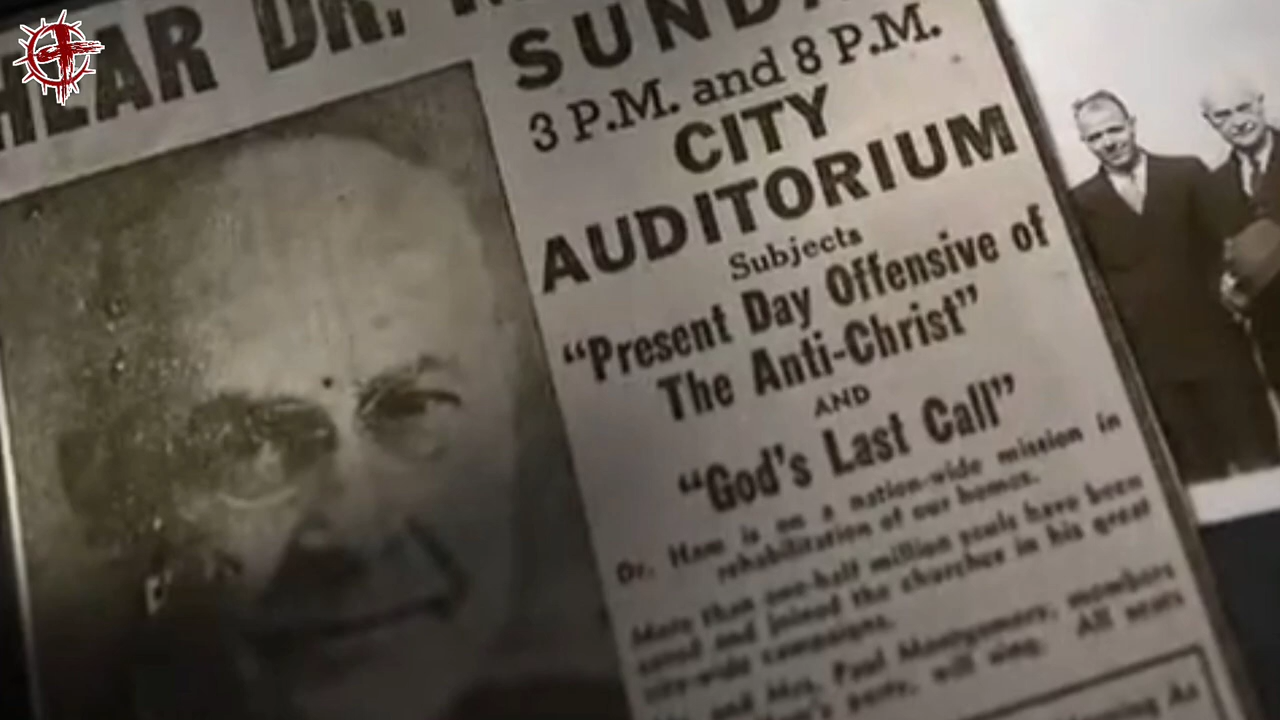 HEAR DR.
SUNDA
3 P.M. and 8 P.M.
CITY
AUDITORIUM
Subjects
“Present Day Offensive of
The Anti-Christ”
AND
“God's Last Call”
Dr. Ham is on a nation-wide mission in
rehabilitation of our homes.
More than one-half million souls have been
saved and joined the churches in his great
city-wide campaigns.
and Mrs. Paul Montgomery, members
party, will sing. All seats
As